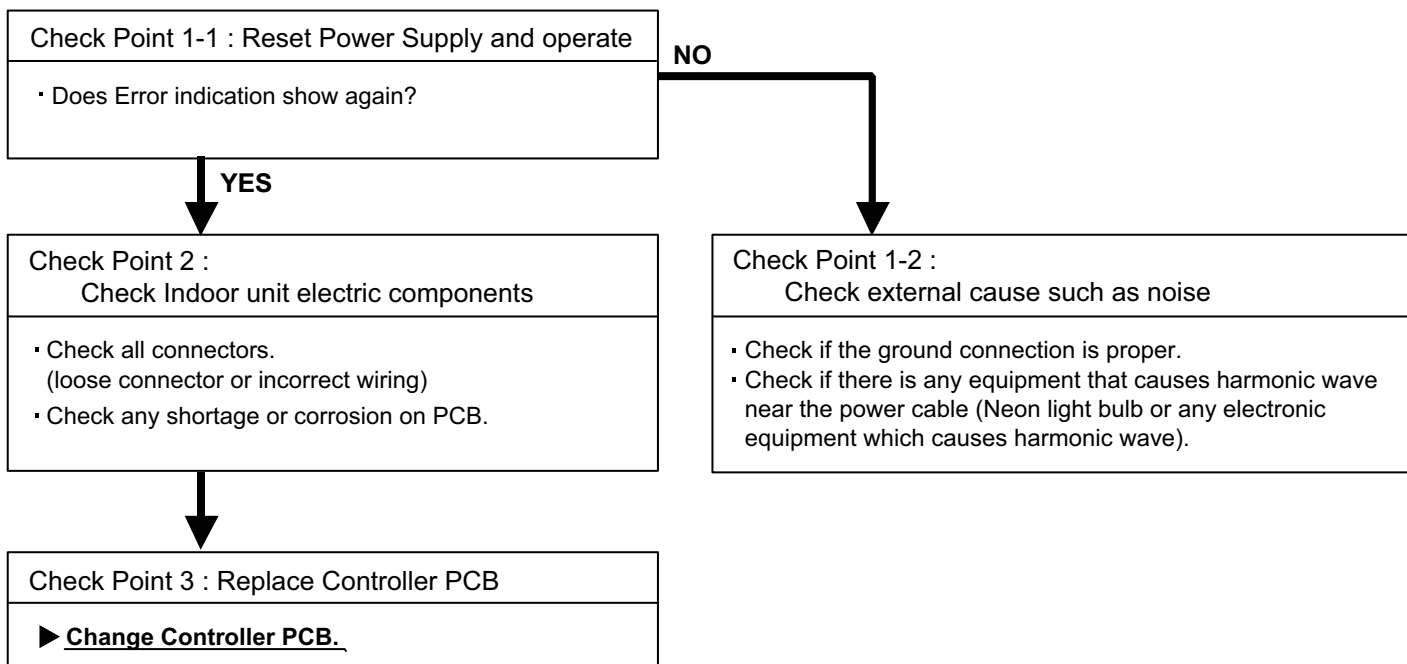 Check Point 1-1 : Reset Power Supply and operate
· Does Error indication show again?
NO
YES
Check Point 2 :
Check Indoor unit electric components
· Check all connectors.
(loose connector or incorrect wiring)
· Check any shortage or corrosion on PCB.
Check Point 1-2 :
Check external cause such as noise
· Check if the ground connection is proper.
· Check if there is any equipment that causes harmonic wave
near the power cable (Neon light bulb or any electronic
equipment which causes harmonic wave).
Check Point 3 : Replace Controller PCB
▶ Change Controller PCB.